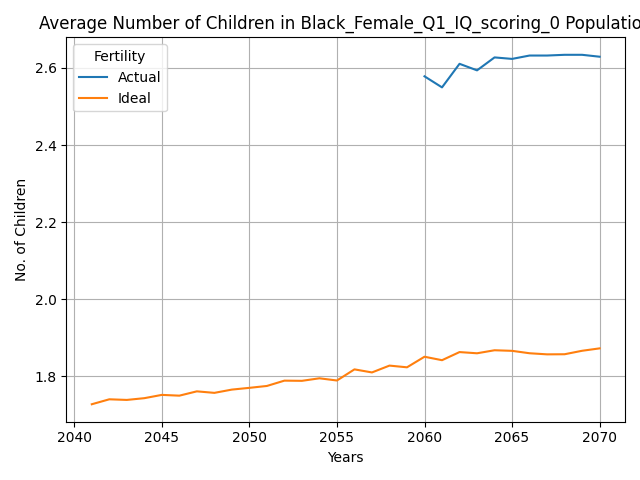 Average Number of Children in Black_Female_Q1_IQ_scoring_0 Populatio
Fertility
Actual
Ideal
No. of Children
2.6
2.4
2.2
2.0
1.8
2040 2045 2050 2055 2060 2065 2070
Years